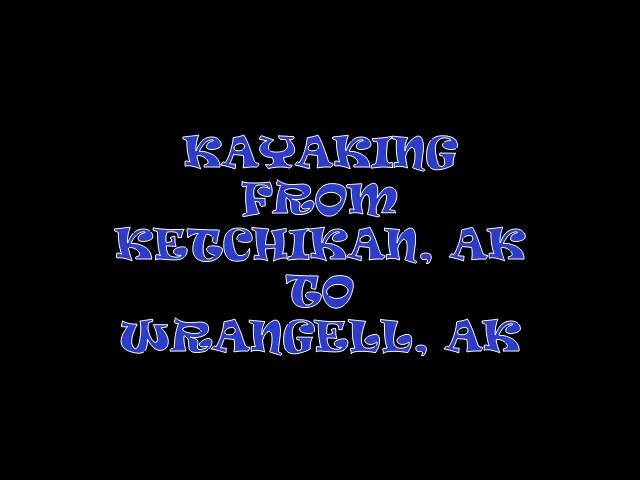 KAYAKING
FROM
KETCHIKAN, AK
TO
WRANGELL, AK